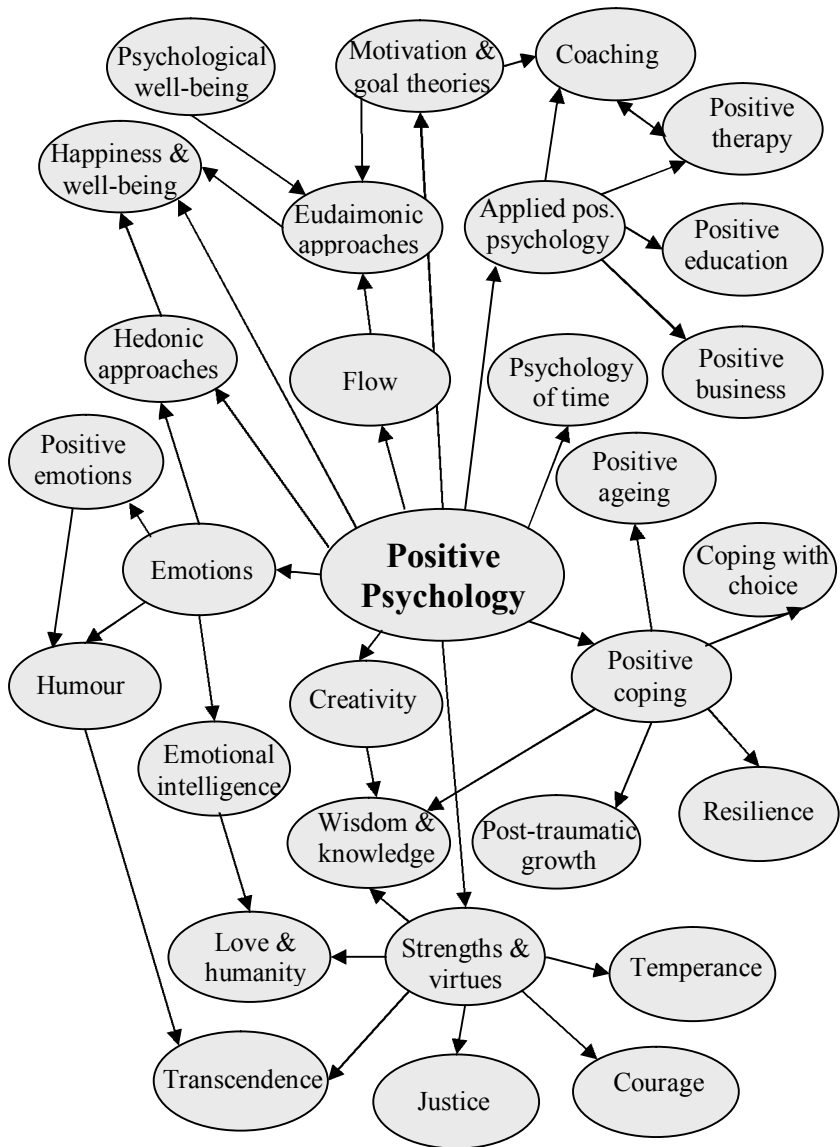 Psychological
well-being
Motivation &
goal theories
Coaching
Positive
therapy
Happiness &
well-being
Eudaimonic
approaches
Applied pos.
psychology
Positive
education
Hedonic
approaches
Flow
Psychology
of time
Positive
business
Positive
emotions
Positive
ageing
Emotions
Positive
Psychology
Coping with
choice
Humour
Creativity
Positive
coping
Emotional
intelligence
Wisdom &
knowledge
Post-traumatic
growth
Resilience
Love &
humanity
Strengths &
virtues
Temperance
Transcendence
Justice
Courage